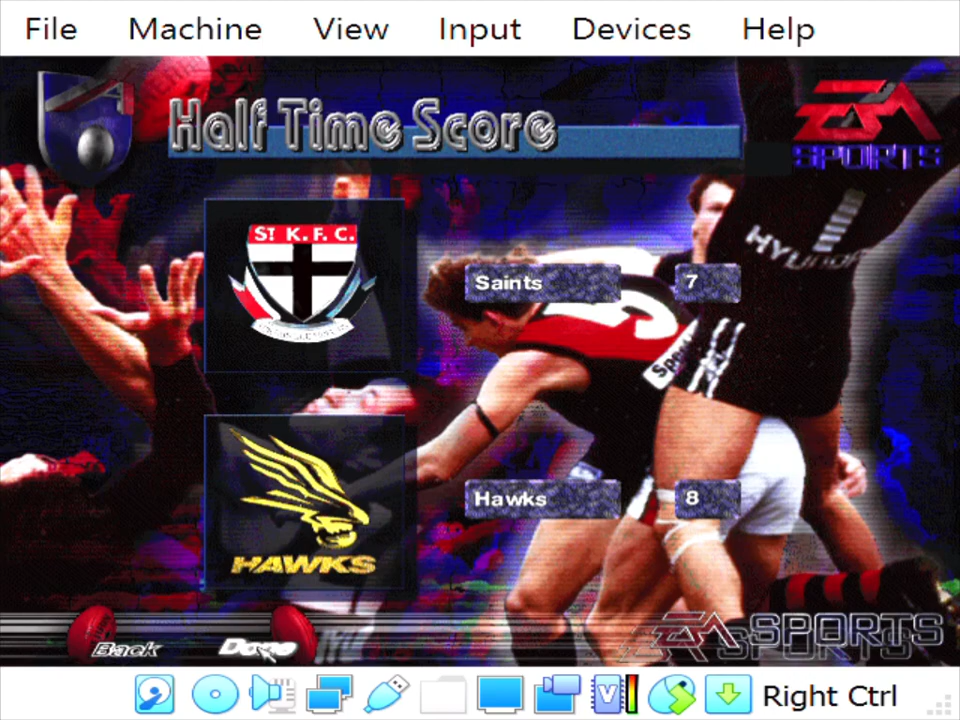 File Machine View Input Devices Help
Half Time Score
EA
SPORTS
HYUNDAI
ST K.F.C.
Saints 7
Hawks 8
HAWKS
Back Done
EA SPORTS
Right Ctrl